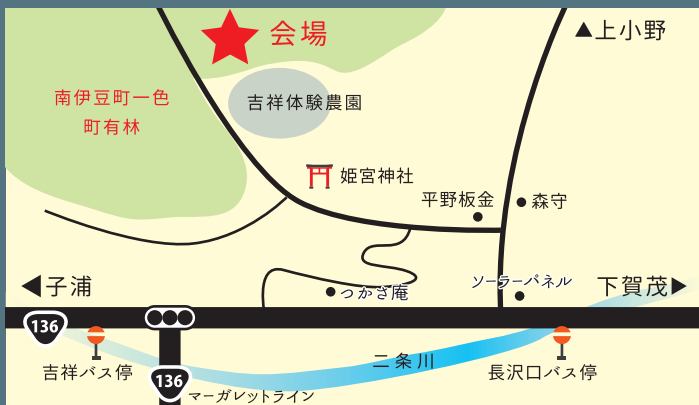 会場
▲上小野
南伊豆町一色
町有林
吉祥体験農園
姫宮神社
平野板金
森守
◀子浦
つかさ庵
ソーラーパネル
下賀茂▶
136
吉祥バス停
二条川
長沢口バス停
136
マーガレットライン